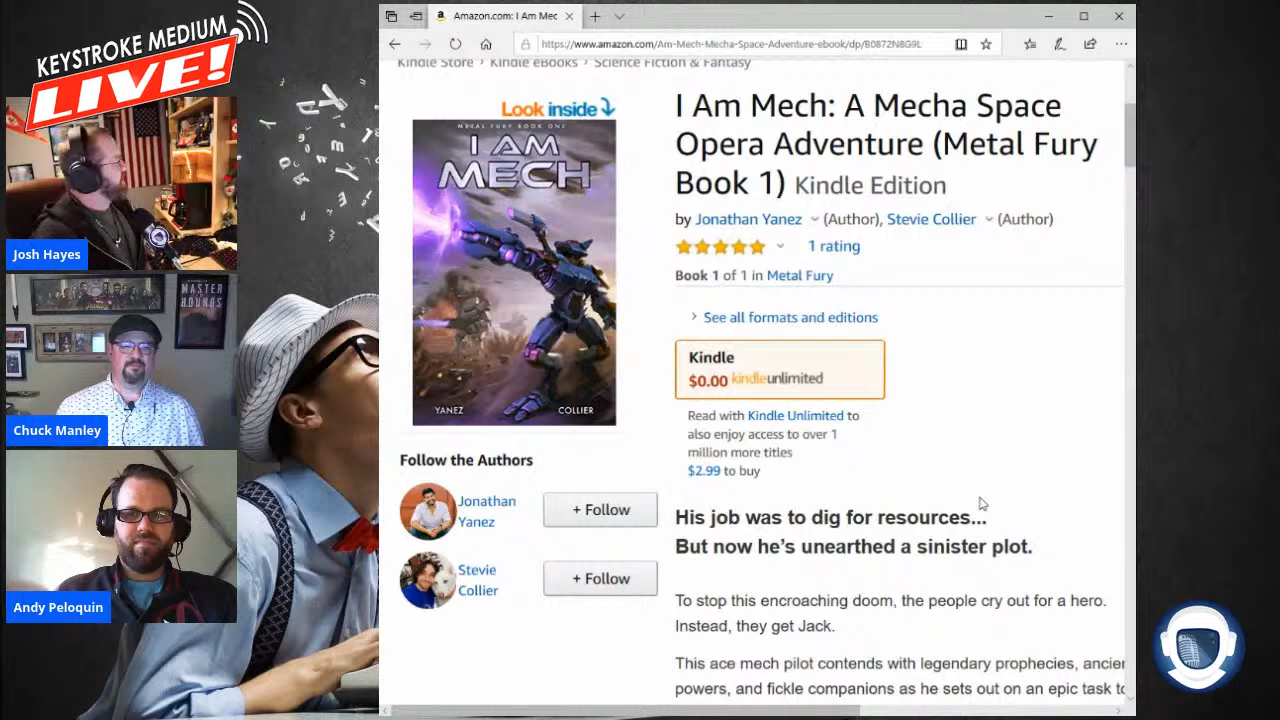 KEYSTROKE MEDIUM
LIVE!
Josh Hayes
MASTER
Chuck Manley
Andy Peloquin
Amazon.com: I Am Mec
https://www.amazon.com/Am-Mech-Mecha-Space-Adventure-ebook/dp/B0872N8G9L
Kindle Store › Kindle eBooks › Science Fiction & Fantasy
Look inside
METAL FURY BOOK ONE
I AM
MECH
YANEZ COLLIER
Follow the Authors
Jonathan
Yanez
+ Follow
Stevie
Collier
+ Follow
I Am Mech: A Mecha Space
Opera Adventure (Metal Fury
Book 1) Kindle Edition
by Jonathan Yanez (Author), Stevie Collier (Author)
1 rating
Book 1 of 1 in Metal Fury
› See all formats and editions
Kindle
$0.00 kindleunlimited
Read with Kindle Unlimited to
also enjoy access to over 1
million more titles
$2.99 to buy
His job was to dig for resources...
But now he's unearthed a sinister plot.
To stop this encroaching doom, the people cry out for a hero.
Instead, they get Jack.
This ace mech pilot contends with legendary prophecies, ancien
powers, and fickle companions as he sets out on an epic task to